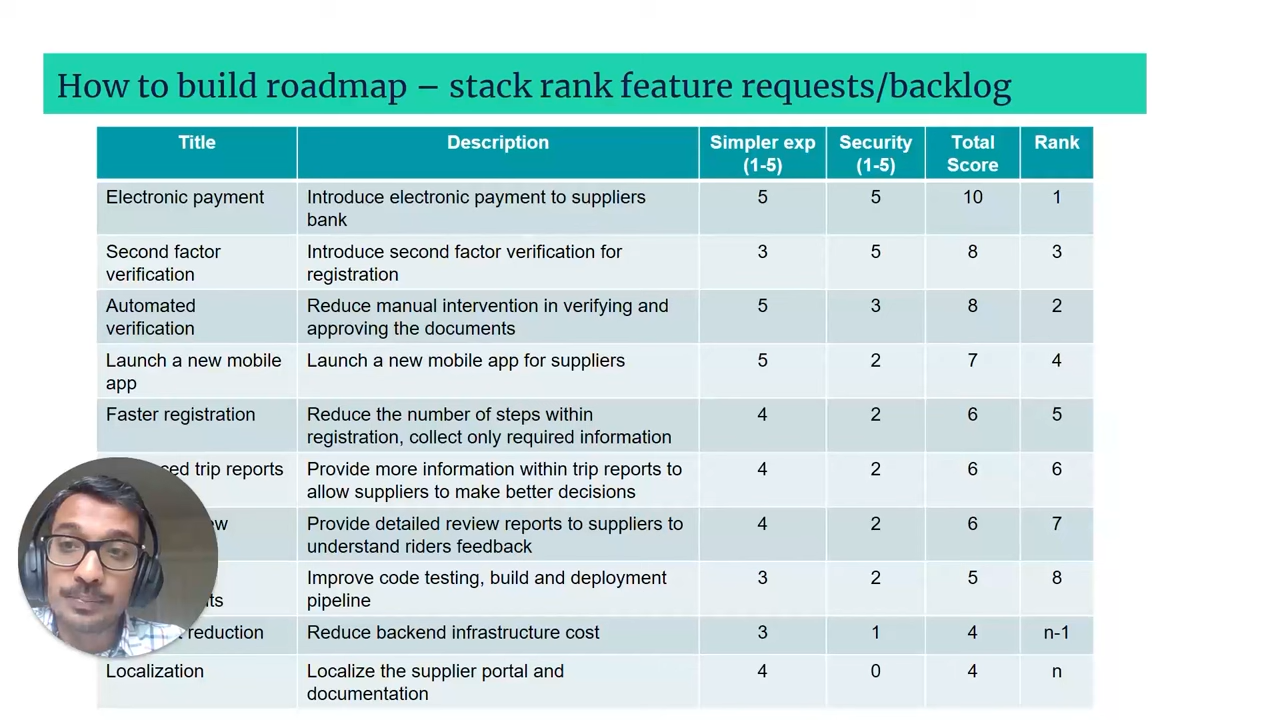 How to build roadmap – stack rank feature requests/backlog
Title Description Simpler exp (1-5) Security (1-5) Total Score Rank
Electronic payment Introduce electronic payment to suppliers bank 5 5 10 1
Second factor verification Introduce second factor verification for registration 3 5 8 3
Automated verification Reduce manual intervention in verifying and approving the documents 5 3 8 2
Launch a new mobile app Launch a new mobile app for suppliers 5 2 7 4
Faster registration Reduce the number of steps within registration, collect only required information 4 2 6 5
trip reports Provide more information within trip reports to allow suppliers to make better decisions 4 2 6 6
Provide detailed review reports to suppliers to understand riders feedback 4 2 6 7
Improve code testing, build and deployment pipeline 3 2 5 8
reduction Reduce backend infrastructure cost 3 1 4 n-1
Localization Localize the supplier portal and documentation 4 0 4 n